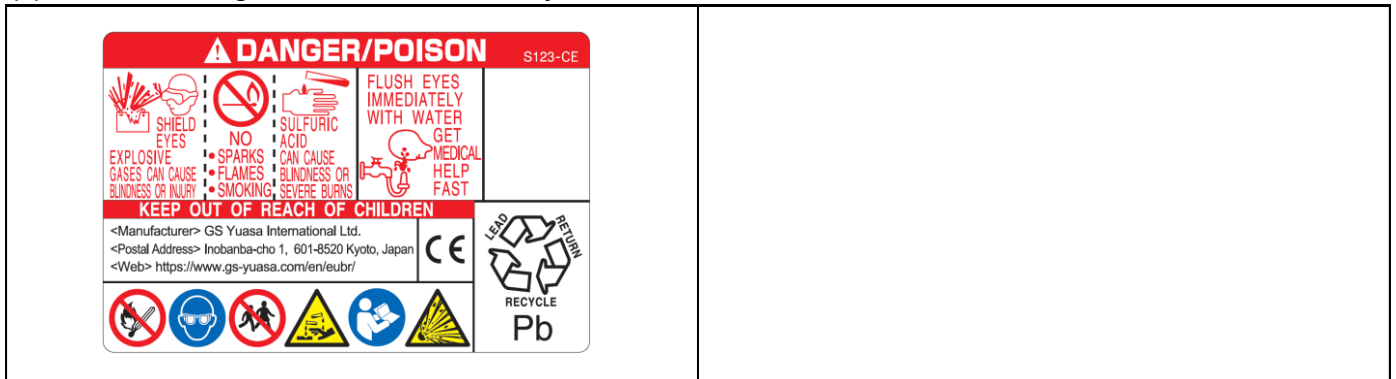 DANGER/POISON S123-CE
SHIELD
EYES
EXPLOSIVE
GASES CAN CAUSE
BLINDNESS OR INJURY
NO
• SPARKS
• FLAMES
• SMOKING
SULFURIC
ACID
CAN CAUSE
BLINDNESS OR
SEVERE BURNS
FLUSH EYES
IMMEDIATELY
WITH WATER
GET
MEDICAL
HELP
FAST
KEEP OUT OF REACH OF CHILDREN
<Manufacturer> GS Yuasa International Ltd.
<Postal Address> Inobanba-cho 1, 601-8520 Kyoto, Japan
<Web> https://www.gs-yuasa.com/en/eubr/
CE
LEAD
RETURN
RECYCLE
Pb